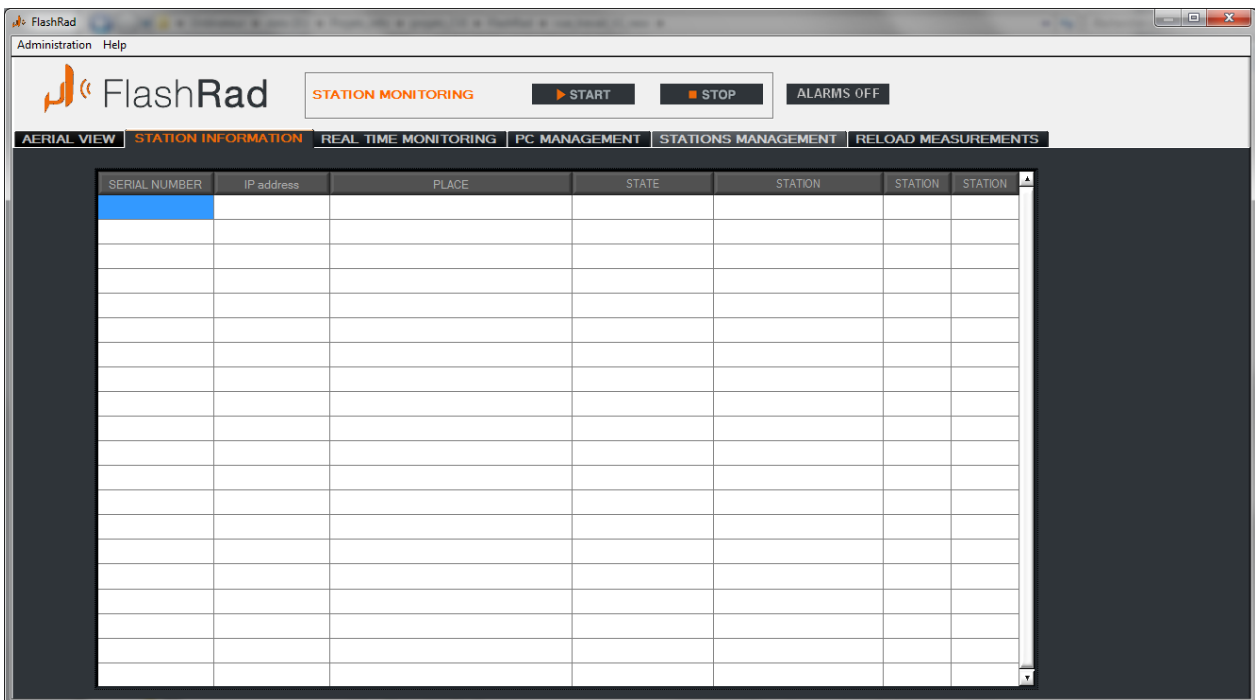 FlashRad
Administration Help
FlashRad
STATION MONITORING START STOP ALARMS OFF
AERIAL VIEW STATION INFORMATION REAL TIME MONITORING PC MANAGEMENT STATIONS MANAGEMENT RELOAD MEASUREMENTS
SERIAL NUMBER IP address PLACE STATE STATION STATION STATION